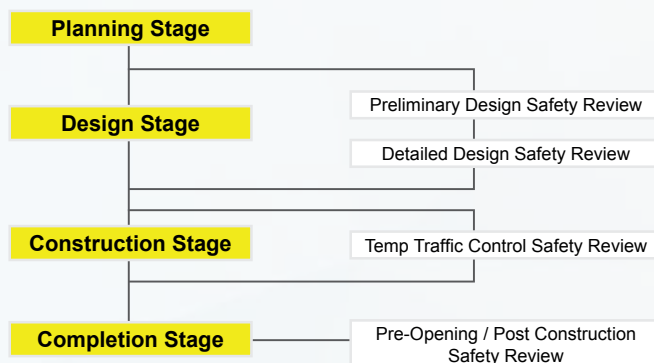 Planning Stage
Preliminary Design Safety Review
Design Stage
Detailed Design Safety Review
Construction Stage
Temp Traffic Control Safety Review
Completion Stage
Pre-Opening / Post Construction
Safety Review